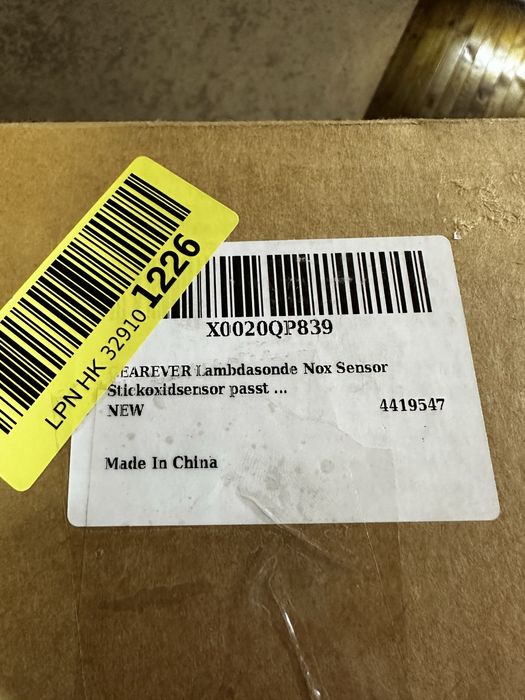 LPN HK 32910 1226
X0020QP839
EAREVER Lambdasonde Nox Sensor
Stickoxidsensor passt ...
NEW 4419547
Made In China